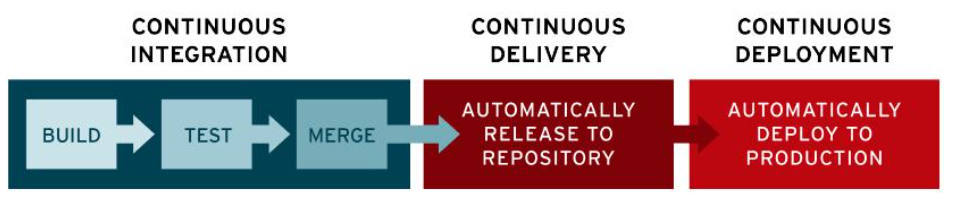 CONTINUOUS
INTEGRATION
CONTINUOUS
DELIVERY
CONTINUOUS
DEPLOYMENT
BUILD
TEST
MERGE
AUTOMATICALLY
RELEASE TO
REPOSITORY
AUTOMATICALLY
DEPLOY TO
PRODUCTION